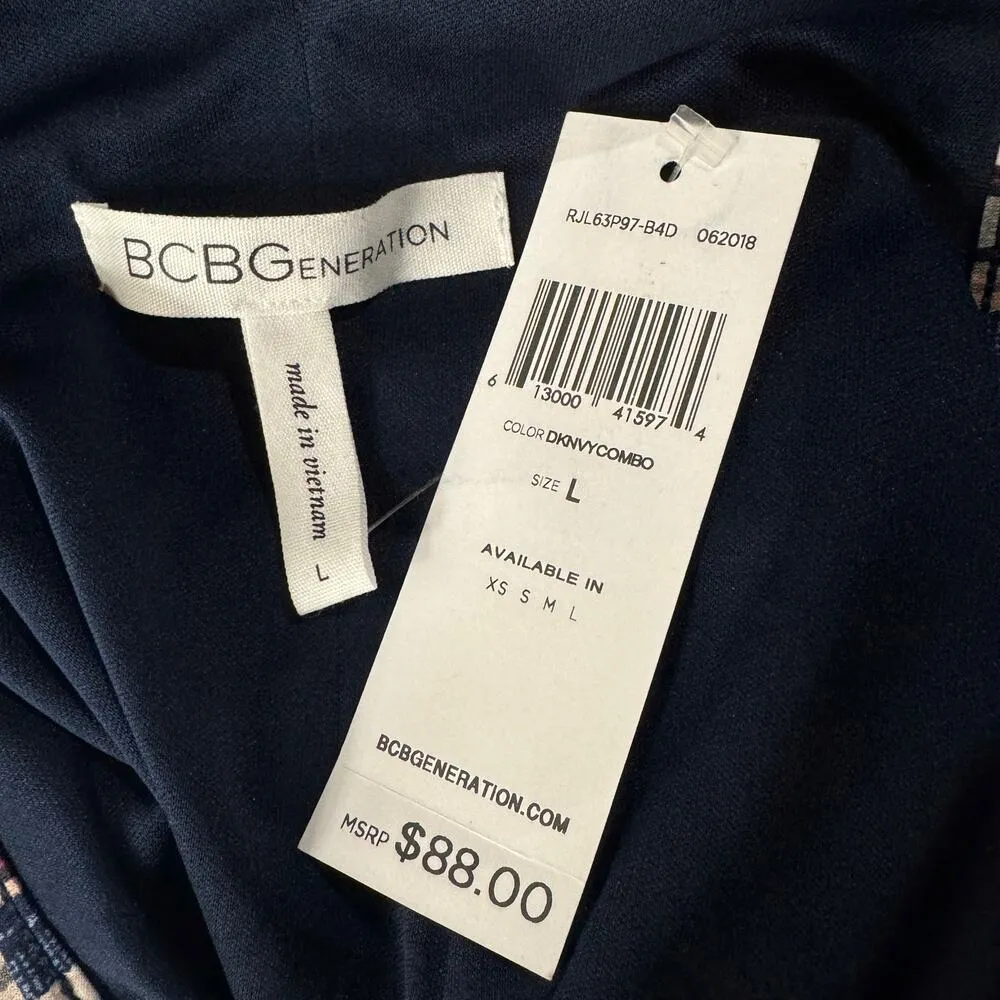 BCBGENERATION
made in vietnam
L
RJL63P97-B4D 062018
6 13000 41597 4
COLOR DKNVYCOMBO
SIZE L
AVAILABLE IN
XS S M L
BCBGENERATION.COM
MSRP $88.00